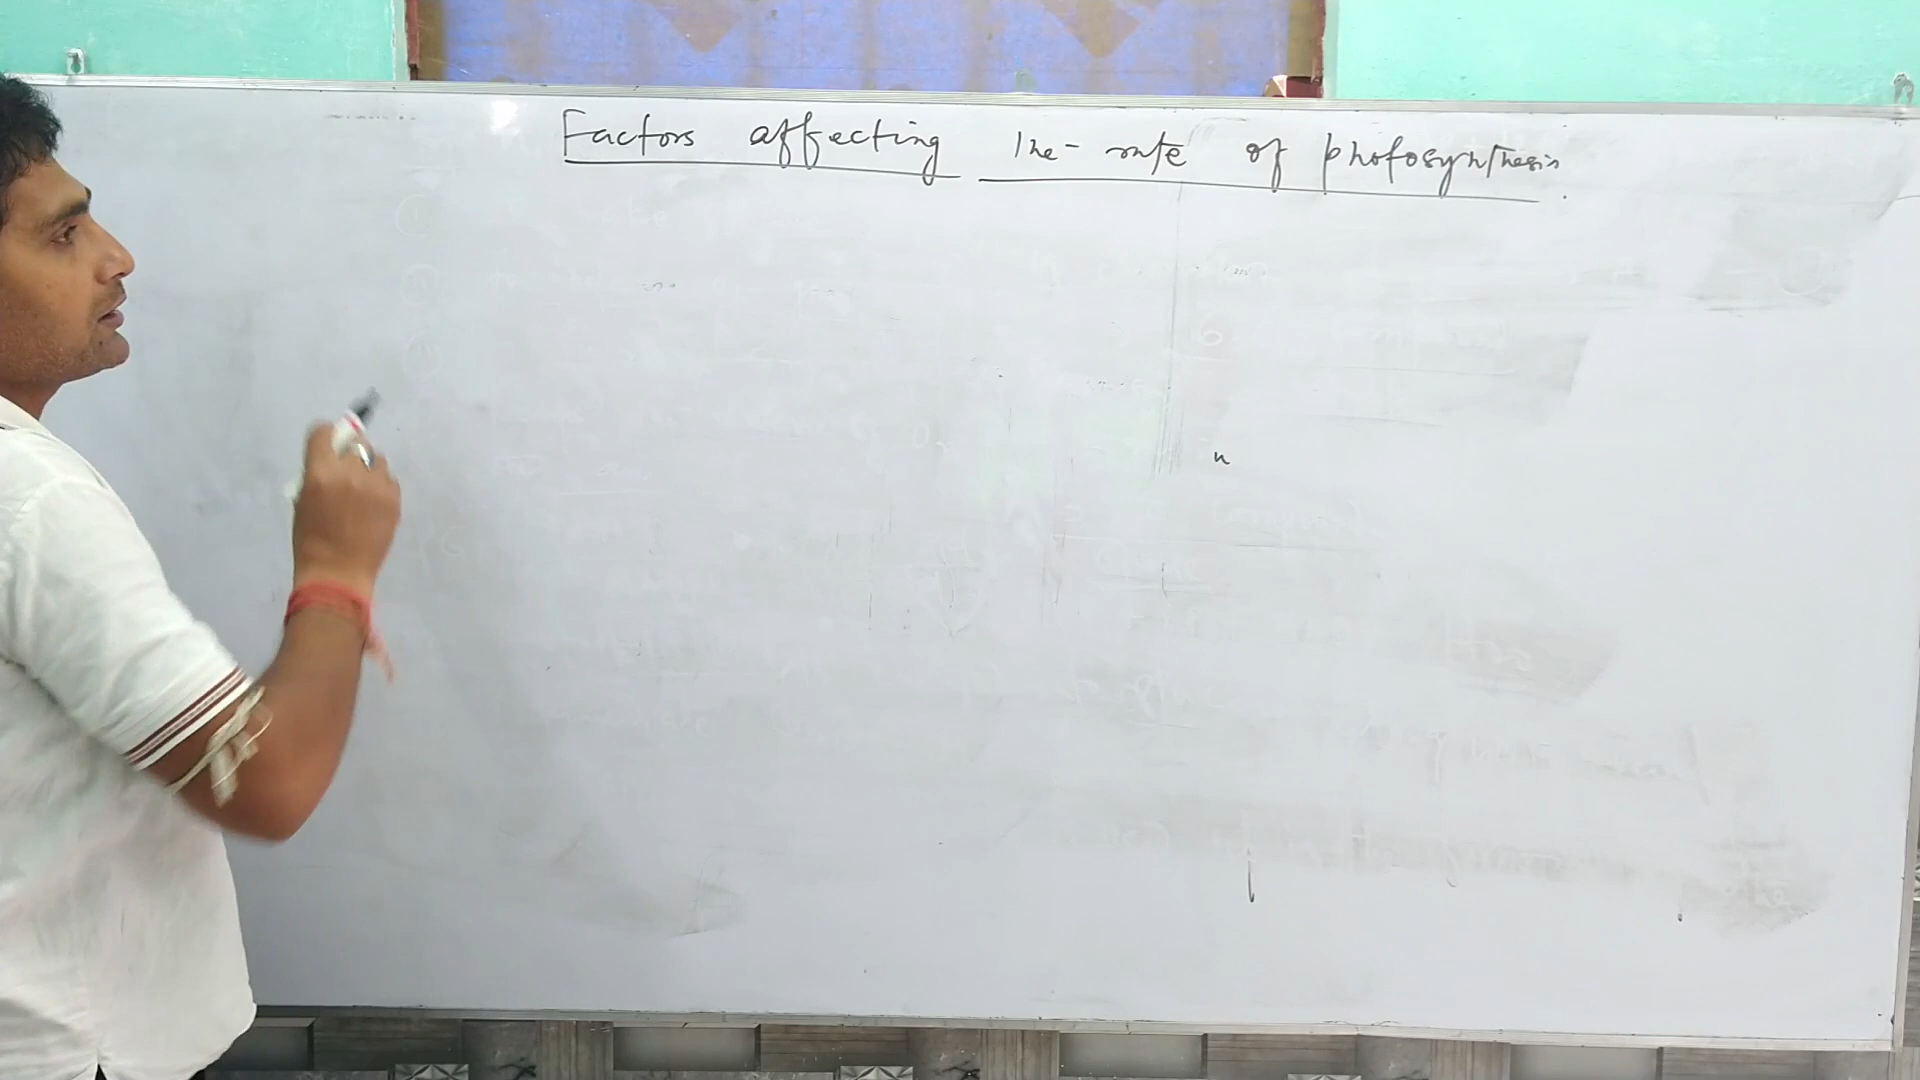 Factors affecting the rate of photosynthesis.